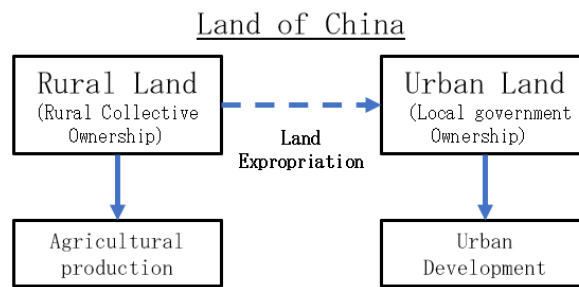 Land of China
Rural Land
(Rural Collective
Ownership)
Land
Expropriation
Urban Land
(Local government
Ownership)
Agricultural
production
Urban
Development